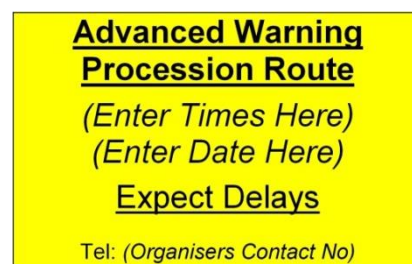 Advanced Warning
Procession Route
(Enter Times Here)
(Enter Date Here)
Expect Delays
Tel: (Organisers Contact No)